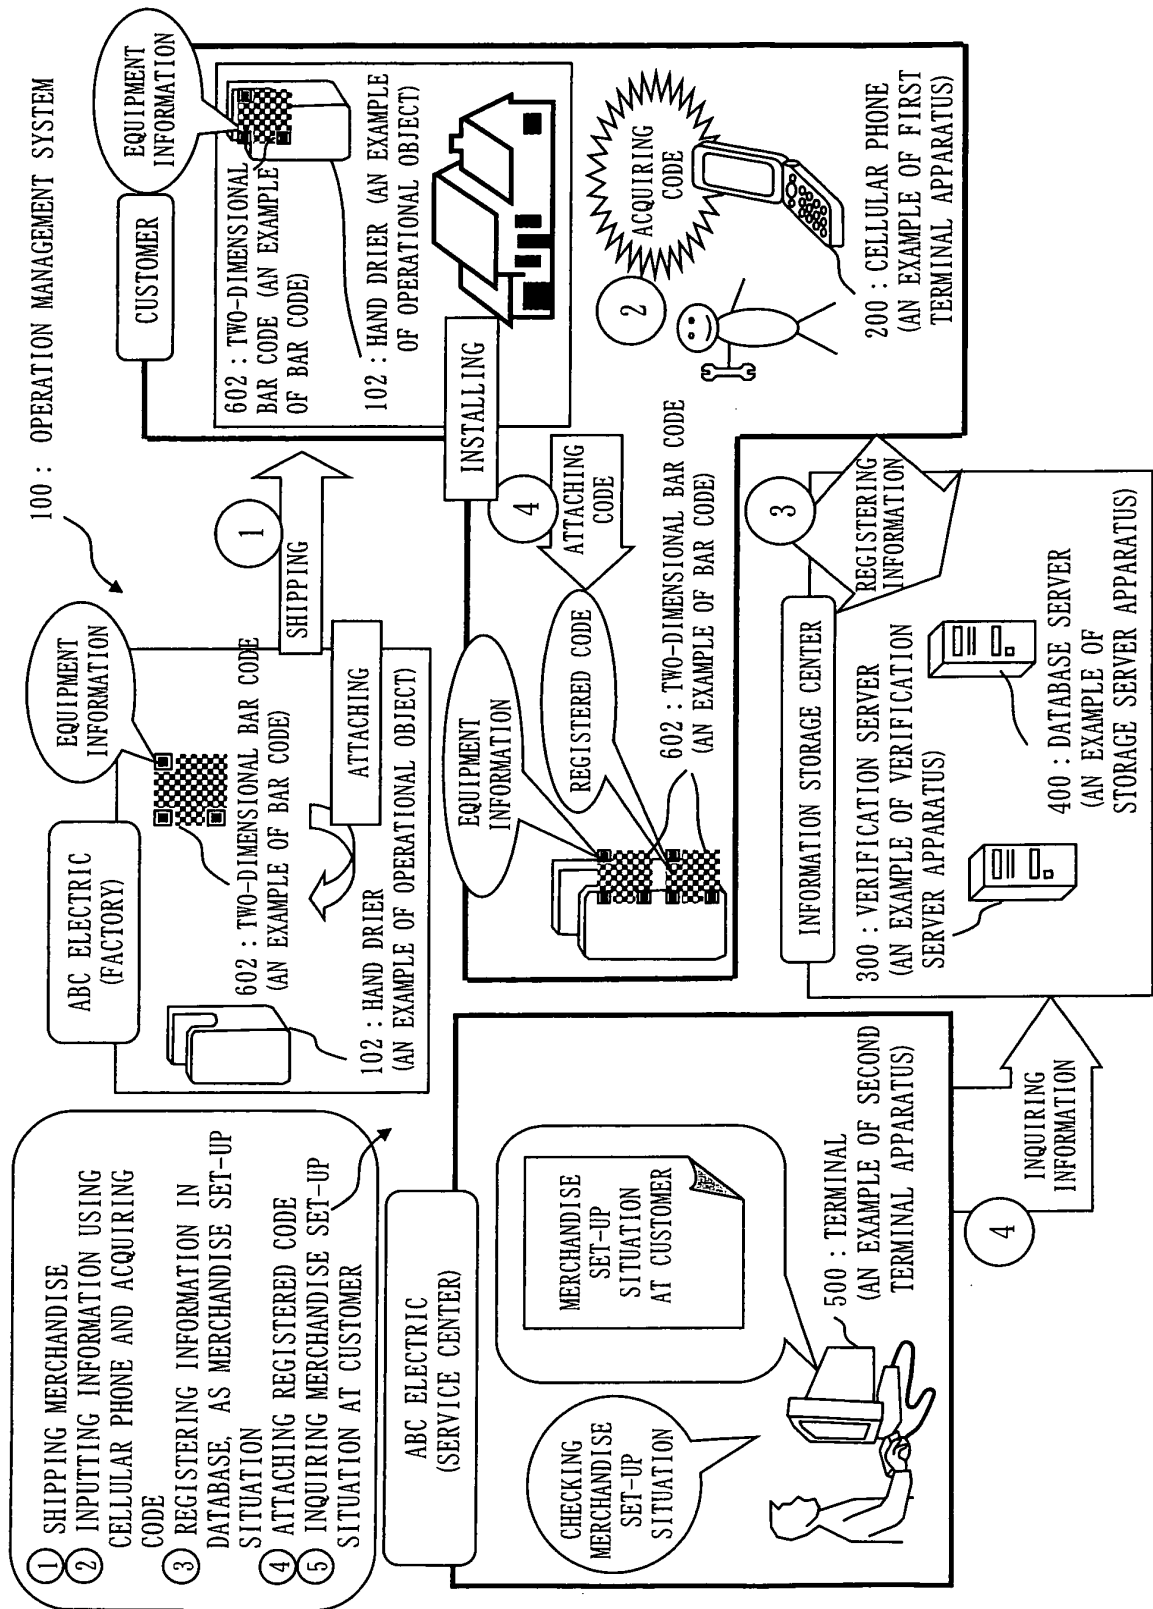 100 : OPERATION MANAGEMENT SYSTEM
1 SHIPPING MERCHANDISE
2 INPUTTING INFORMATION USING
CELLULAR PHONE AND ACQUIRING
CODE
3 REGISTERING INFORMATION IN
DATABASE, AS MERCHANDISE SET-UP
SITUATION
4 ATTACHING REGISTERED CODE
5 INQUIRING MERCHANDISE SET-UP
SITUATION AT CUSTOMER
ABC ELECTRIC
(FACTORY)
EQUIPMENT
INFORMATION
602 : TWO-DIMENSIONAL BAR CODE
(AN EXAMPLE OF BAR CODE)
ATTACHING
102 : HAND DRIER
(AN EXAMPLE OF OPERATIONAL OBJECT)
1
SHIPPING
CUSTOMER
EQUIPMENT
INFORMATION
602 : TWO-DIMENSIONAL
BAR CODE (AN EXAMPLE
OF BAR CODE)
102 : HAND DRIER (AN EXAMPLE
OF OPERATIONAL OBJECT)
INSTALLING
2
ACQUIRING
CODE
200 : CELLULAR PHONE
(AN EXAMPLE OF FIRST
TERMINAL APPARATUS)
4
ATTACHING
CODE
EQUIPMENT
INFORMATION
REGISTERED CODE
602 : TWO-DIMENSIONAL BAR CODE
(AN EXAMPLE OF BAR CODE)
3
REGISTERING
INFORMATION
INFORMATION STORAGE CENTER
300 : VERIFICATION SERVER
(AN EXAMPLE OF VERIFICATION
SERVER APPARATUS)
400 : DATABASE SERVER
(AN EXAMPLE OF
STORAGE SERVER APPARATUS)
ABC ELECTRIC
(SERVICE CENTER)
CHECKING
MERCHANDISE
SET-UP
SITUATION
MERCHANDISE
SET-UP
SITUATION
AT CUSTOMER
500 : TERMINAL
(AN EXAMPLE OF SECOND
TERMINAL APPARATUS)
4
INQUIRING
INFORMATION